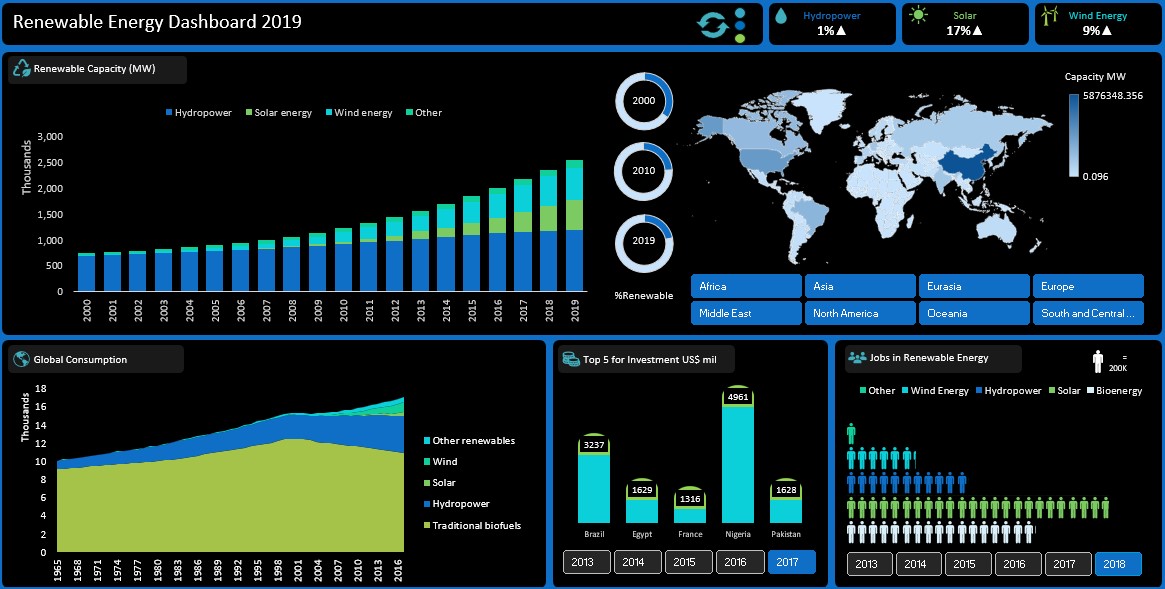 Renewable Energy Dashboard 2019
Hydropower
1%▲
Solar
17%▲
Wind Energy
9%▲
Renewable Capacity (MW)
Hydropower
Solar energy
Wind energy
Other
Thousands
3,000
2,500
2,000
1,500
1,000
500
0
2000
2001
2002
2003
2004
2005
2006
2007
2008
2009
2010
2011
2012
2013
2014
2015
2016
2017
2018
2019
2000
2010
2019
%Renewable
Capacity MW
5876348.356
0.096
Africa
Asia
Eurasia
Europe
Middle East
North America
Oceania
South and Central ...
Global Consumption
Thousands
18
16
14
12
10
8
6
4
2
0
1965
1968
1971
1974
1977
1980
1983
1986
1989
1992
1995
1998
2001
2004
2007
2010
2013
2016
Other renewables
Wind
Solar
Hydropower
Traditional biofuels
Top 5 for Investment US$ mil
3237
1629
1316
4961
1628
Brazil
Egypt
France
Nigeria
Pakistan
2013
2014
2015
2016
2017
Jobs in Renewable Energy
=
200K
Other
Wind Energy
Hydropower
Solar
Bioenergy
2013
2014
2015
2016
2017
2018